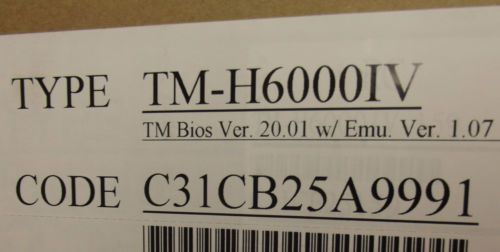 TYPE TM-H6000IV
TM Bios Ver. 20.01 w/ Emu. Ver. 1.07
CODE C31CB25A9991